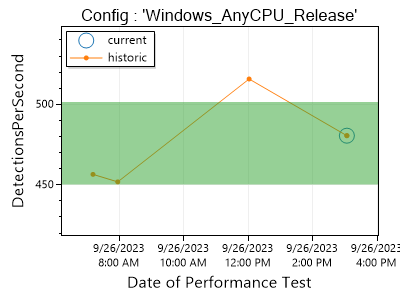 Config : 'Windows_AnyCPU_Release'
current
historic
DetectionsPerSecond
500
450
9/26/2023 9/26/2023 9/26/2023 9/26/2023 9/26/2023
8:00 AM 10:00 AM 12:00 PM 2:00 PM 4:00 PM
Date of Performance Test